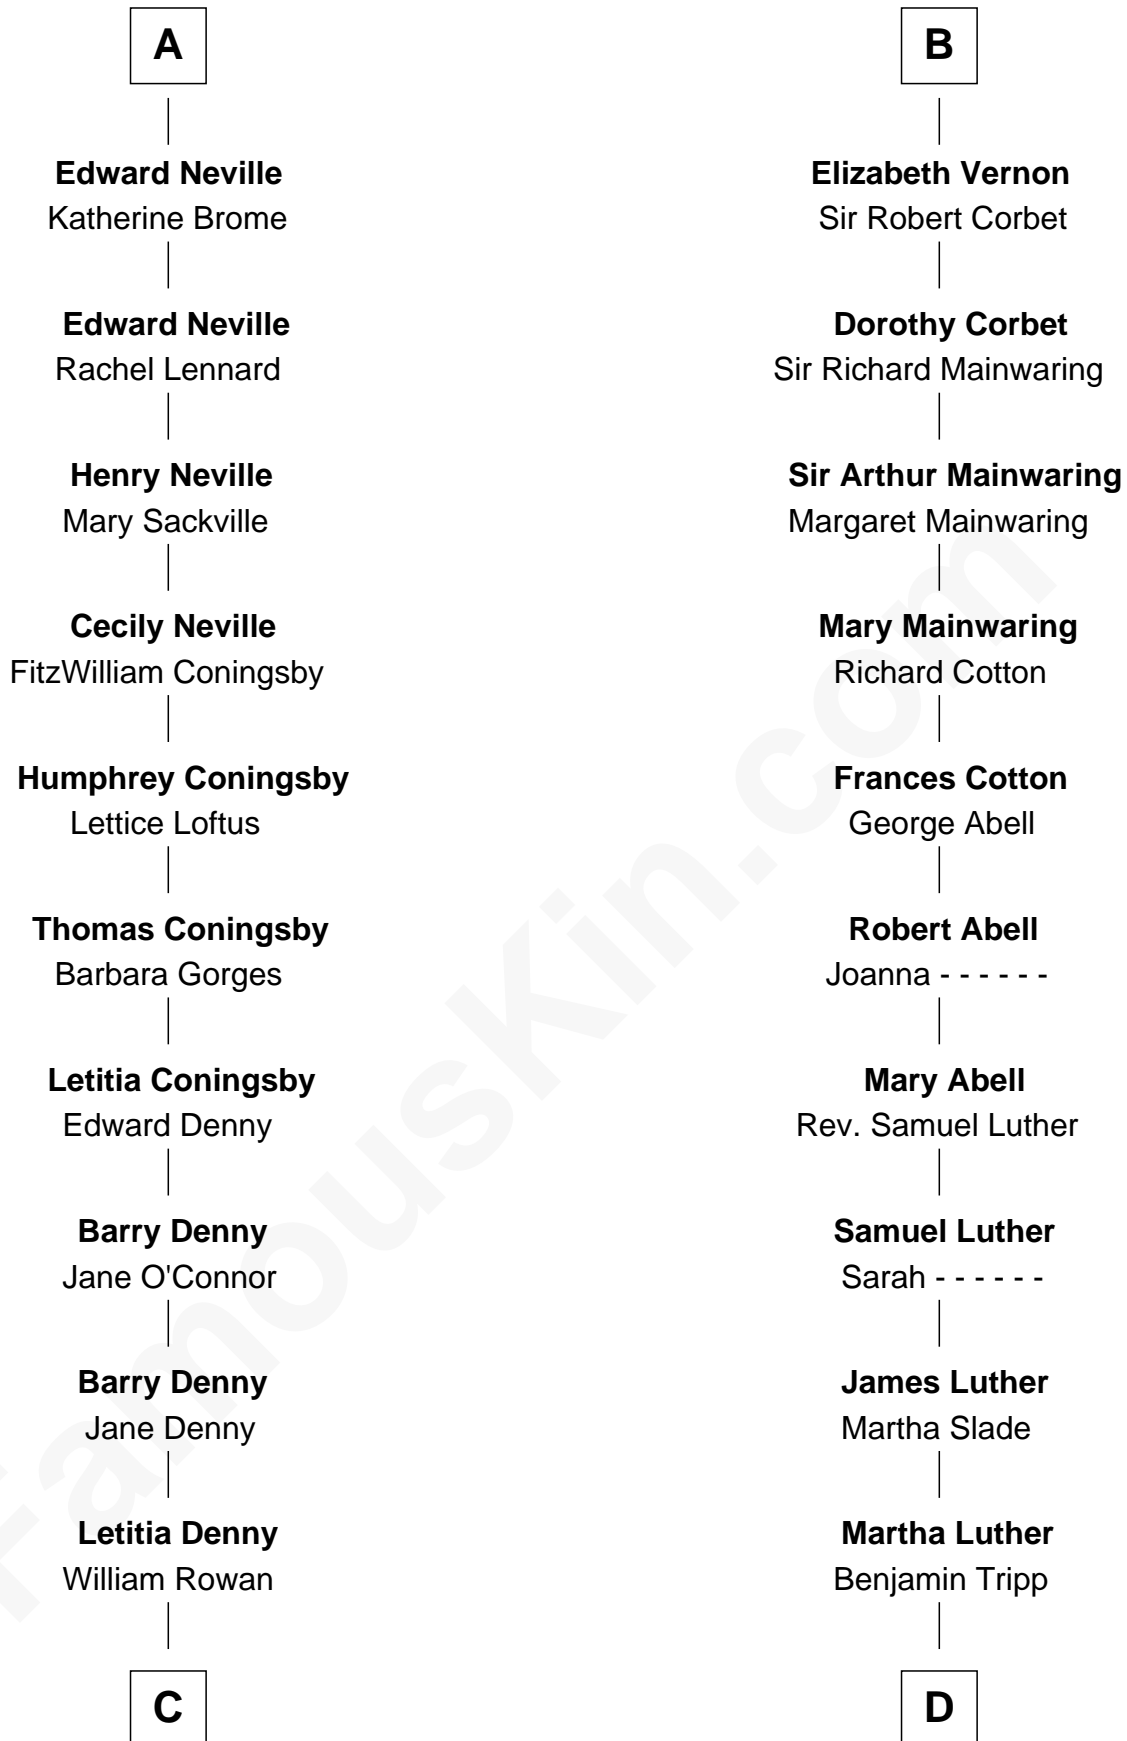 A
Edward Neville
Katherine Brome
Edward Neville
Rachel Lennard
Henry Neville
Mary Sackville
Cecily Neville
FitzWilliam Coningsby
Humphrey Coningsby
Lettice Loftus
Thomas Coningsby
Barbara Gorges
Letitia Coningsby
Edward Denny
Barry Denny
Jane O'Connor
Barry Denny
Jane Denny
Letitia Denny
William Rowan
C
B
Elizabeth Vernon
Sir Robert Corbet
Dorothy Corbet
Sir Richard Mainwaring
Sir Arthur Mainwaring
Margaret Mainwaring
Mary Mainwaring
Richard Cotton
Frances Cotton
George Abell
Robert Abell
Joanna - - - - - -
Mary Abell
Rev. Samuel Luther
Samuel Luther
Sarah - - - - - -
James Luther
Martha Slade
Martha Luther
Benjamin Tripp
D
FamousKin.com